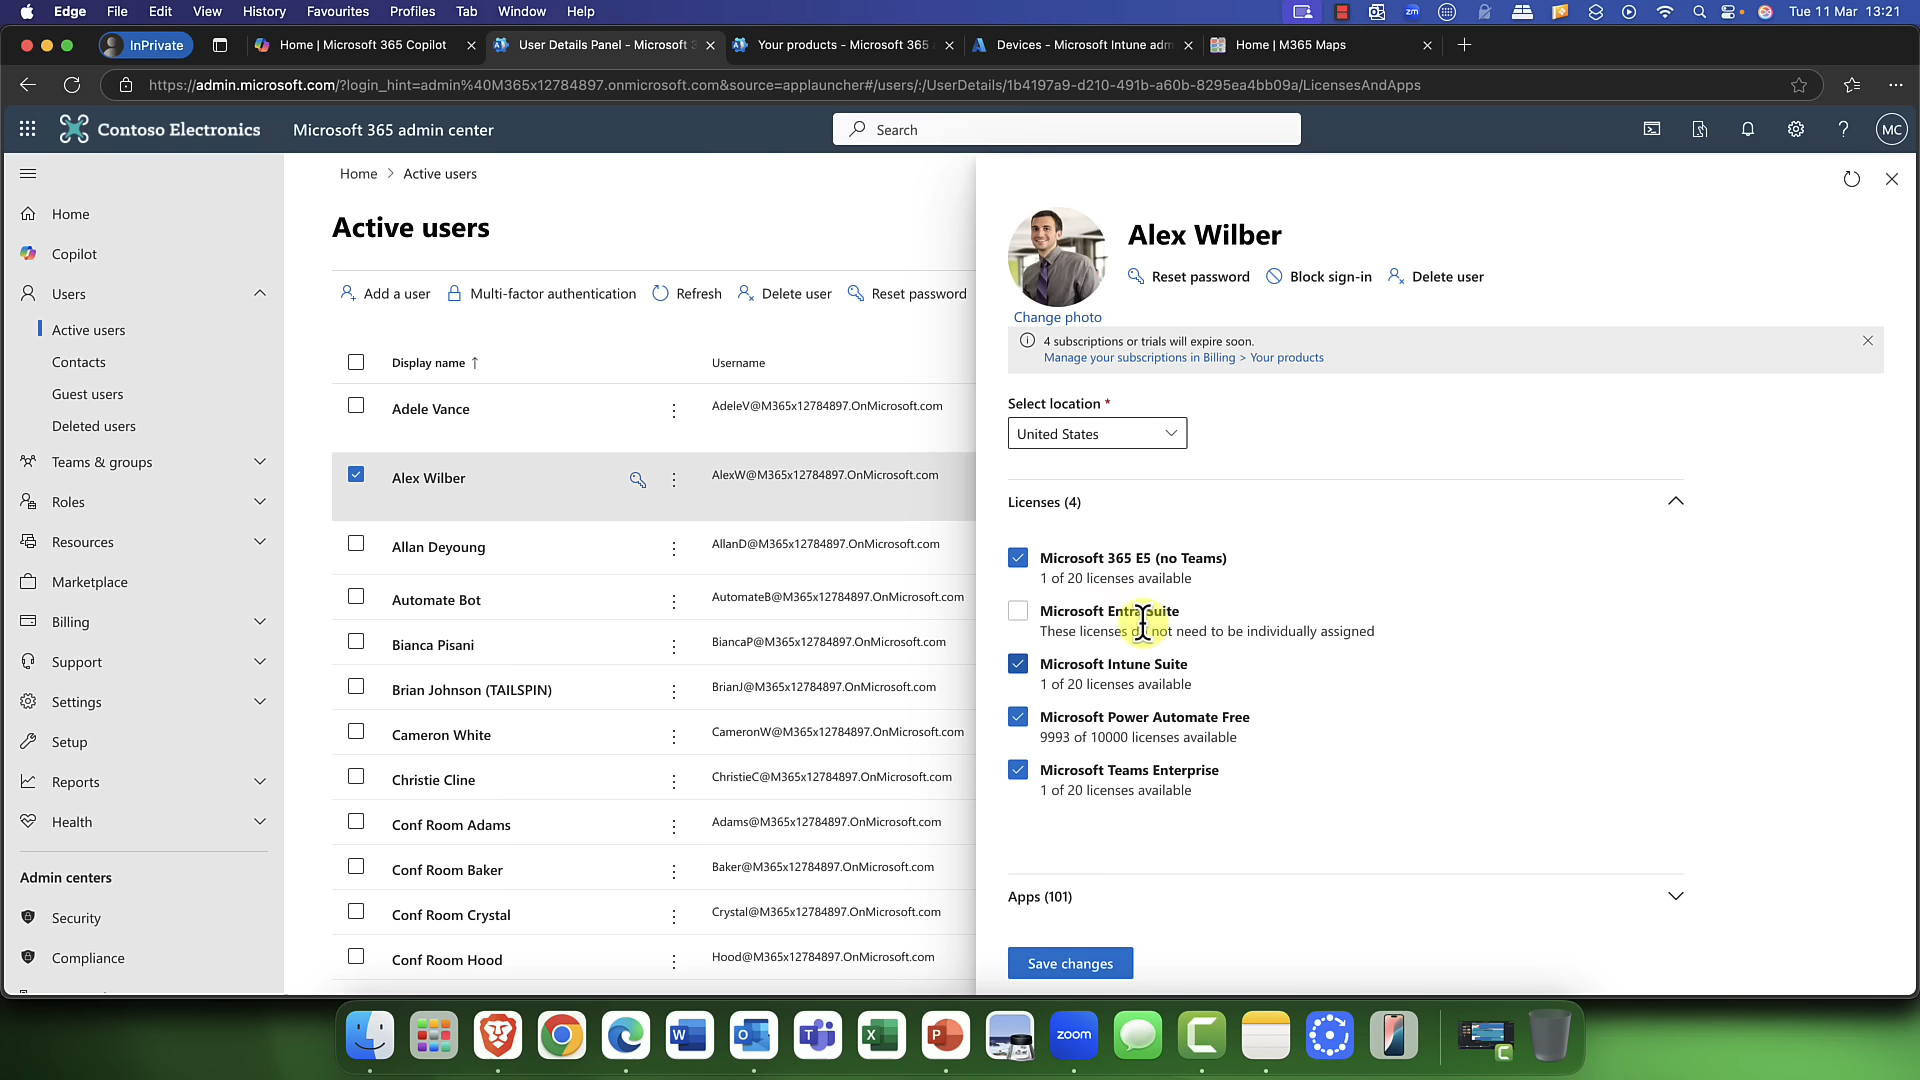 Edge File Edit View History Favourites Profiles Tab Window Help
zm
Tue 11 Mar 13:21
InPrivate
Home | Microsoft 365 Copilot
User Details Panel - Microsoft 3
Your products - Microsoft 365 a
Devices - Microsoft Intune adm
Home | M365 Maps
https://admin.microsoft.com/?login_hint=admin%40M365x12784897.onmicrosoft.com&source=applauncher#/users/:/UserDetails/1b4197a9-d210-491b-a60b-8295ea4bb09a/LicensesAndApps
Contoso Electronics
Microsoft 365 admin center
Search
MC
Home
Copilot
Users
Active users
Contacts
Guest users
Deleted users
Teams & groups
Roles
Resources
Marketplace
Billing
Support
Settings
Setup
Reports
Health
Admin centers
Security
Compliance
Home > Active users
Active users
Add a user
Multi-factor authentication
Refresh
Delete user
Reset password
Display name ↑ Username
Adele Vance AdeleV@M365x12784897.OnMicrosoft.com
Alex Wilber AlexW@M365x12784897.OnMicrosoft.com
Allan Deyoung AllanD@M365x12784897.OnMicrosoft.com
Automate Bot AutomateB@M365x12784897.OnMicrosoft.com
Bianca Pisani BiancaP@M365x12784897.OnMicrosoft.com
Brian Johnson (TAILSPIN) BrianJ@M365x12784897.OnMicrosoft.com
Cameron White CameronW@M365x12784897.OnMicrosoft.com
Christie Cline ChristieC@M365x12784897.OnMicrosoft.com
Conf Room Adams Adams@M365x12784897.OnMicrosoft.com
Conf Room Baker Baker@M365x12784897.OnMicrosoft.com
Conf Room Crystal Crystal@M365x12784897.OnMicrosoft.com
Conf Room Hood Hood@M365x12784897.OnMicrosoft.com
Alex Wilber
Reset password
Block sign-in
Delete user
Change photo
4 subscriptions or trials will expire soon.
Manage your subscriptions in Billing > Your products
Select location *
United States
Licenses (4)
Microsoft 365 E5 (no Teams)
1 of 20 licenses available
Microsoft Entra Suite
These licenses do not need to be individually assigned
Microsoft Intune Suite
1 of 20 licenses available
Microsoft Power Automate Free
9993 of 10000 licenses available
Microsoft Teams Enterprise
1 of 20 licenses available
Apps (101)
Save changes
zoom